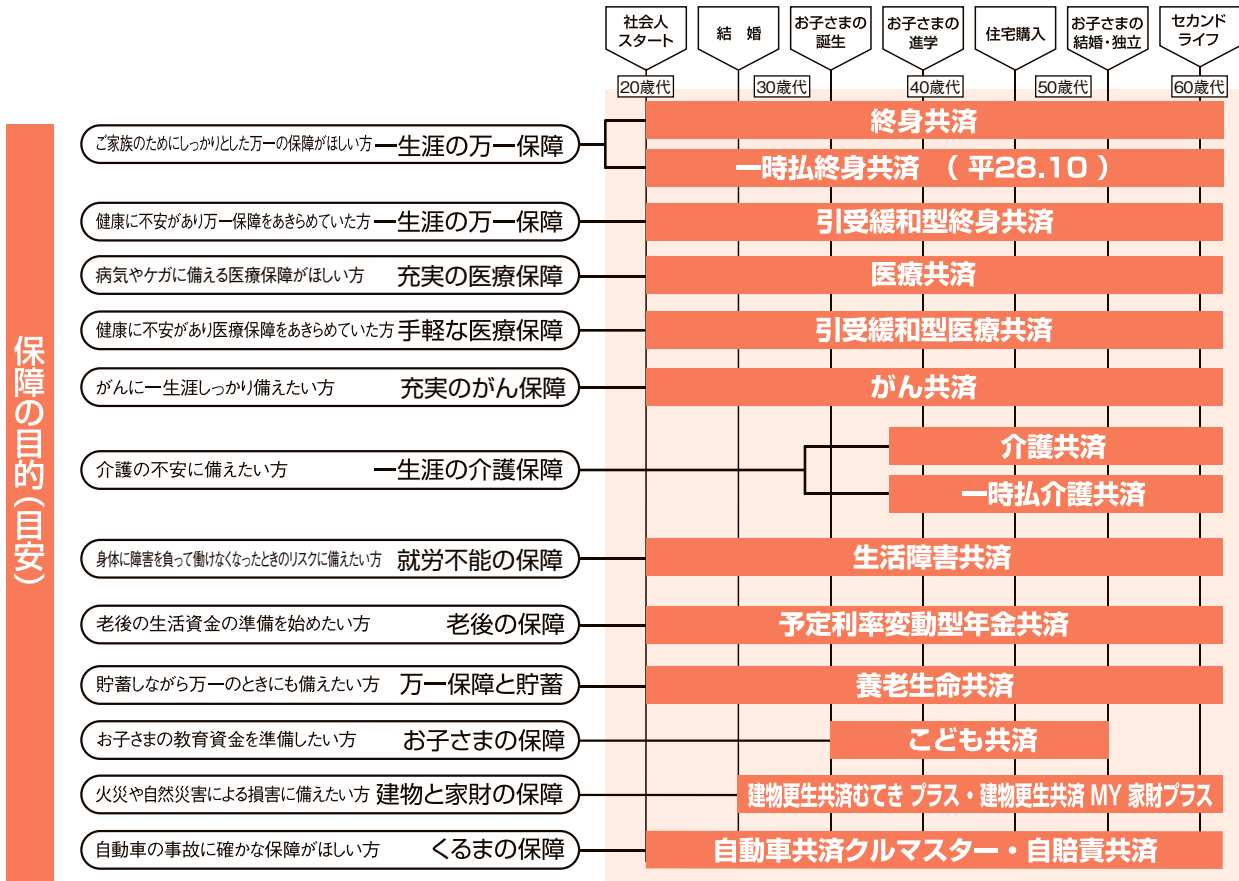 社会人
スタート
結 婚
お子さまの
誕生
お子さまの
進学
住宅購入
お子さまの
結婚・独立
セカンド
ライフ
20歳代
30歳代
40歳代
50歳代
60歳代
保障の目的(目安)
ご家族のためにしっかりとした万一の保障がほしい方 一生涯の万一保障
終身共済
一時払終身共済 ( 平28.10 )
健康に不安があり万一保障をあきらめていた方 一生涯の万一保障
引受緩和型終身共済
病気やケガに備える医療保障がほしい方 充実の医療保障
医療共済
健康に不安があり医療保障をあきらめていた方 手軽な医療保障
引受緩和型医療共済
がんに一生涯しっかり備えたい方 充実のがん保障
がん共済
介護の不安に備えたい方 一生涯の介護保障
介護共済
一時払介護共済
身体に障害を負って働けなくなったときのリスクに備えたい方 就労不能の保障
生活障害共済
老後の生活資金の準備を始めたい方 老後の保障
予定利率変動型年金共済
貯蓄しながら万一のときにも備えたい方 万一保障と貯蓄
養老生命共済
お子さまの教育資金を準備したい方 お子さまの保障
こども共済
火災や自然災害による損害に備えたい方 建物と家財の保障
建物更生共済むてき プラス・建物更生共済 MY 家財プラス
自動車の事故に確かな保障がほしい方 くるまの保障
自動車共済クルマスター・自賠責共済